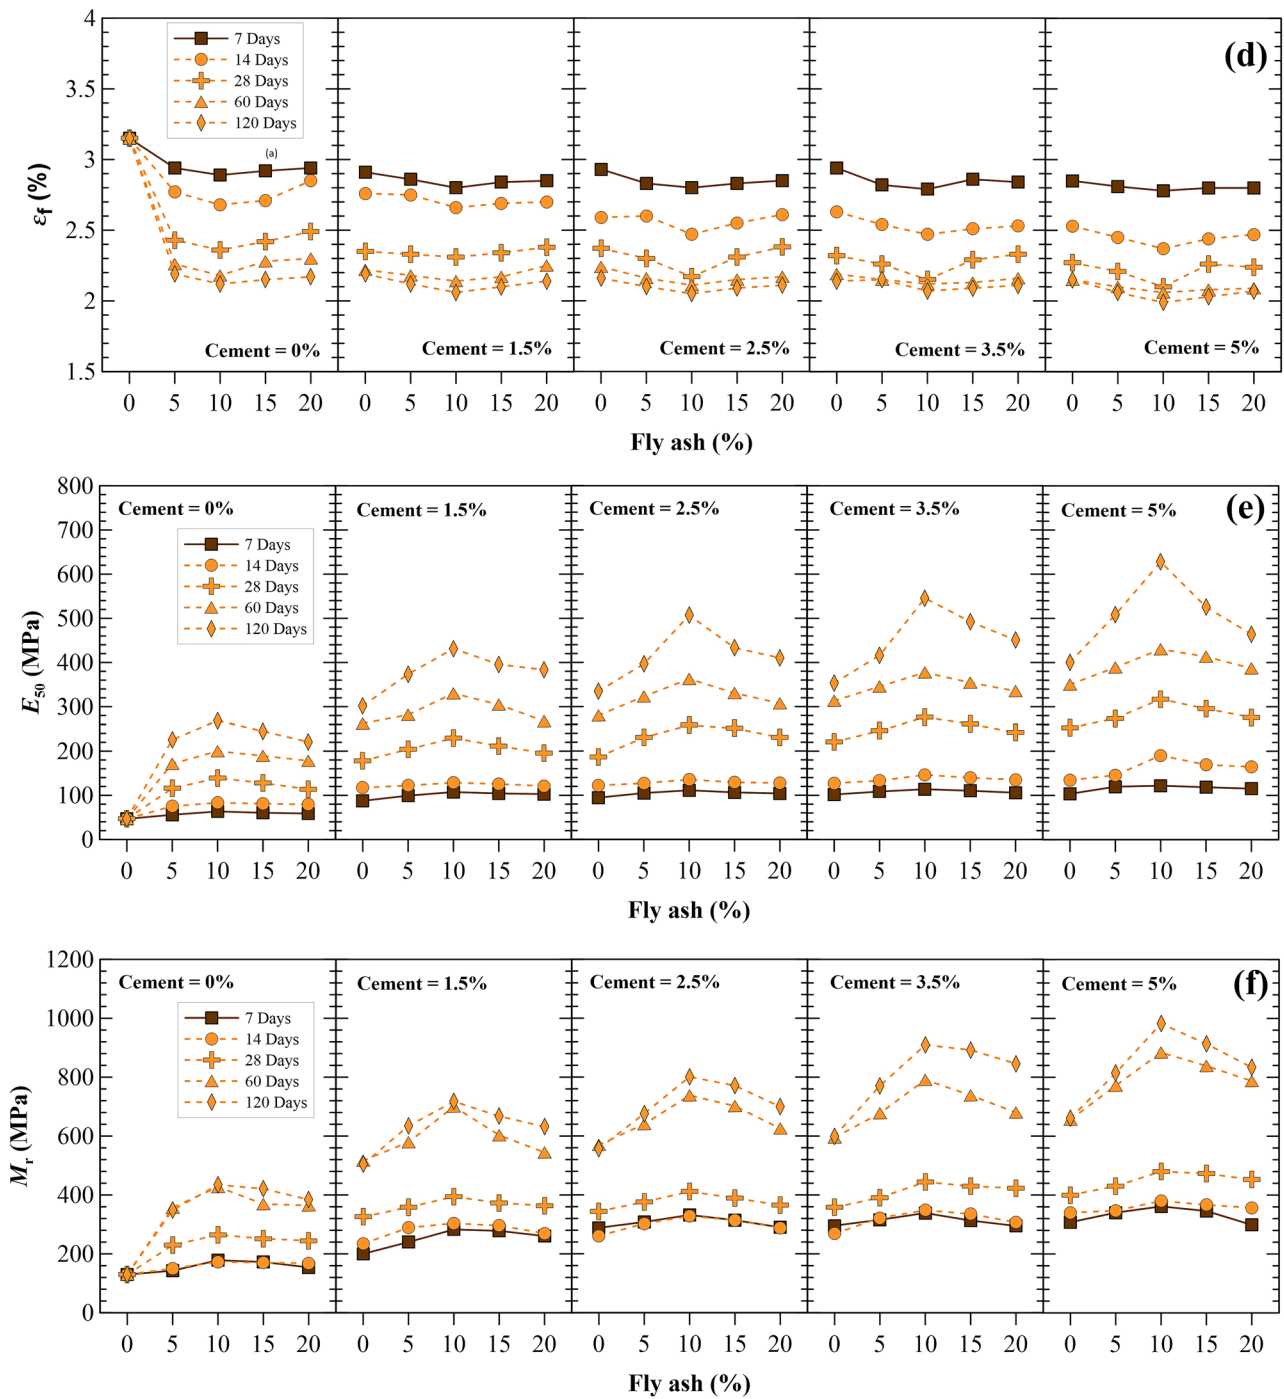 4
3.5
3
2.5
2
1.5
εf (%)
7 Days
14 Days
28 Days
60 Days
120 Days
(a)
(d)
Cement = 0%
Cement = 1.5%
Cement = 2.5%
Cement = 3.5%
Cement = 5%
0 5 10 15 20 0 5 10 15 20 0 5 10 15 20 0 5 10 15 20 0 5 10 15 20
Fly ash (%)
800
700
600
500
400
300
200
100
0
E50 (MPa)
Cement = 0%
Cement = 1.5%
Cement = 2.5%
Cement = 3.5%
Cement = 5%
(e)
7 Days
14 Days
28 Days
60 Days
120 Days
0 5 10 15 20 0 5 10 15 20 0 5 10 15 20 0 5 10 15 20 0 5 10 15 20
Fly ash (%)
1200
1000
800
600
400
200
0
Mr (MPa)
Cement = 0%
Cement = 1.5%
Cement = 2.5%
Cement = 3.5%
Cement = 5%
(f)
7 Days
14 Days
28 Days
60 Days
120 Days
0 5 10 15 20 0 5 10 15 20 0 5 10 15 20 0 5 10 15 20 0 5 10 15 20
Fly ash (%)